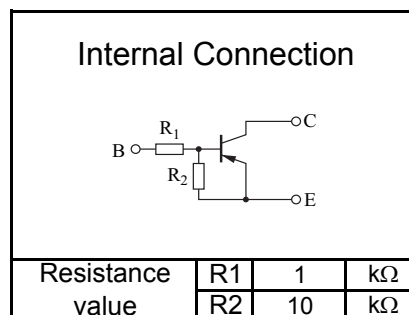 Internal Connection
C
R1
B
R2
E
Resistance value R1 1 kΩ
R2 10 kΩ